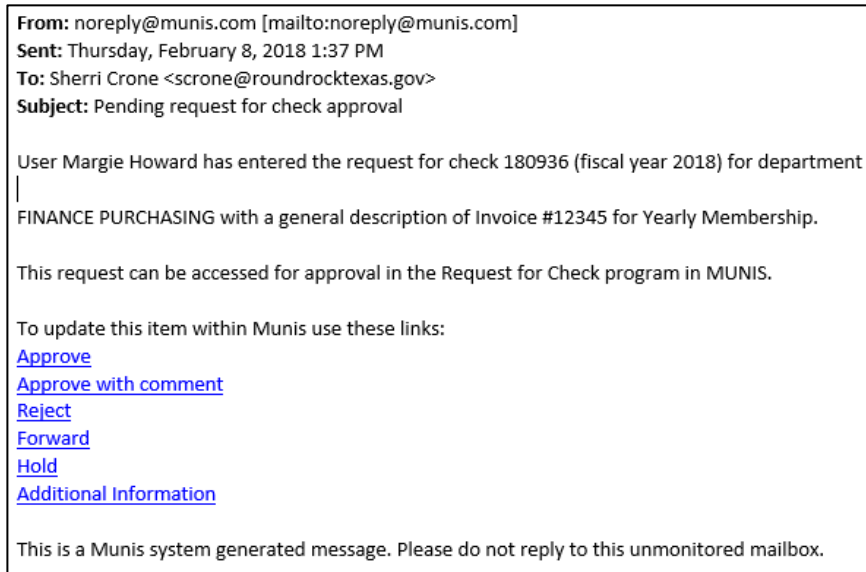 From: noreply@munis.com [mailto:noreply@munis.com]
Sent: Thursday, February 8, 2018 1:37 PM
To: Sherri Crone <scrone@roundrocktexas.gov>
Subject: Pending request for check approval
User Margie Howard has entered the request for check 180936 (fiscal year 2018) for department
FINANCE PURCHASING with a general description of Invoice #12345 for Yearly Membership.
This request can be accessed for approval in the Request for Check program in MUNIS.
To update this item within Munis use these links:
Approve
Approve with comment
Reject
Forward
Hold
Additional Information
This is a Munis system generated message. Please do not reply to this unmonitored mailbox.